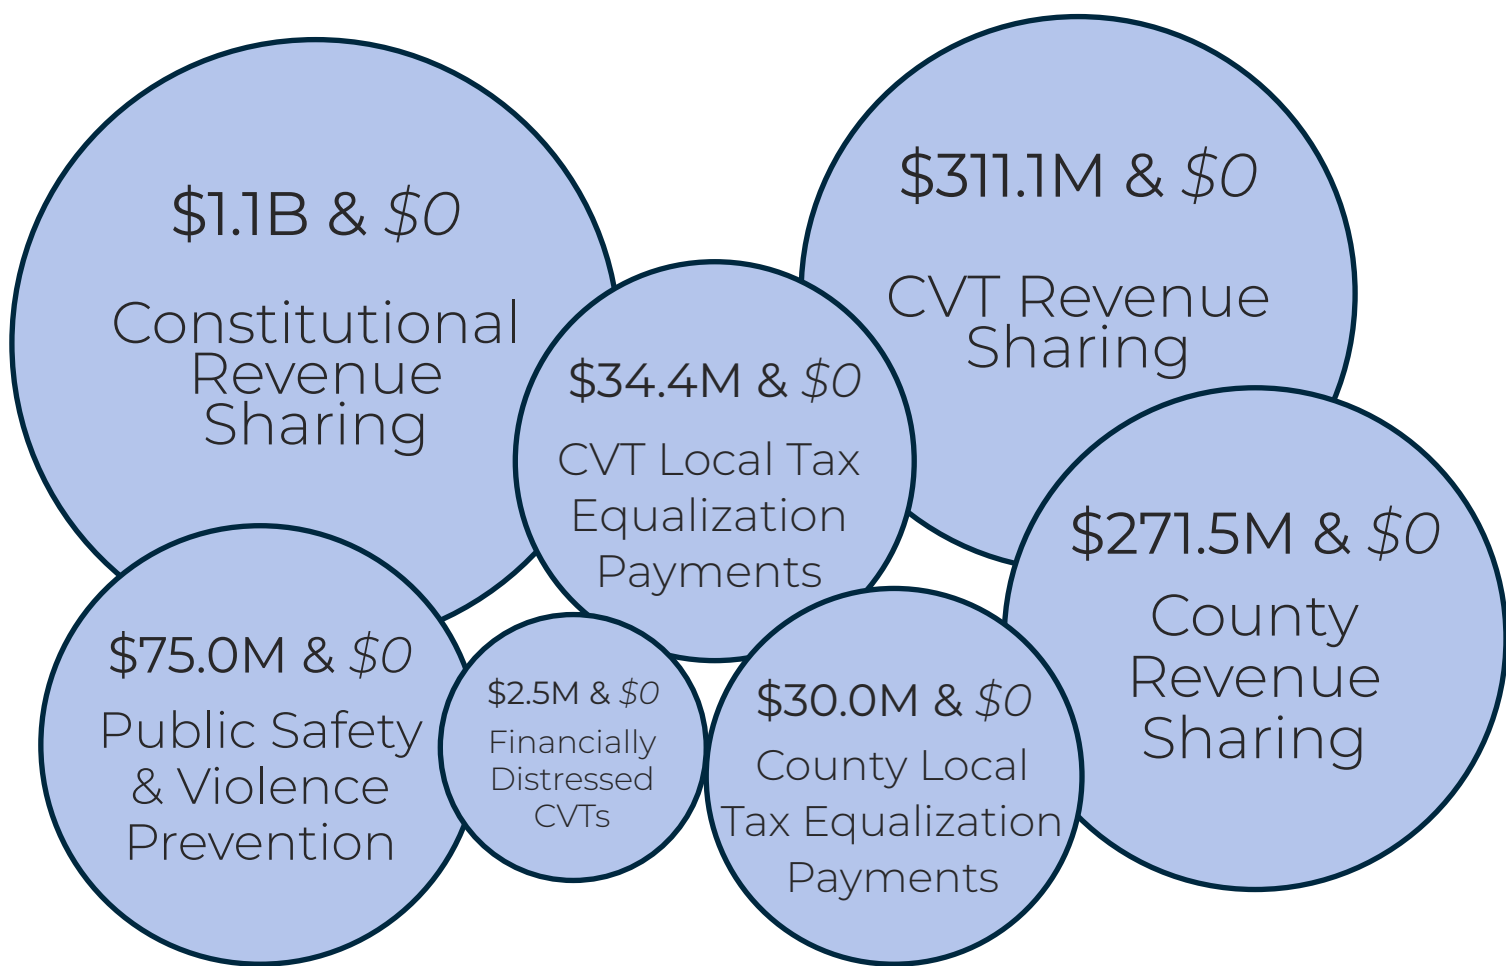 $1.1B & $0
Constitutional
Revenue
Sharing
$311.1M & $0
CVT Revenue
Sharing
$34.4M & $0
CVT Local Tax
Equalization
Payments
$271.5M & $0
County
Revenue
Sharing
$75.0M & $0
Public Safety
& Violence
Prevention
$2.5M & $0
Financially
Distressed
CVTs
$30.0M & $0
County Local
Tax Equalization
Payments